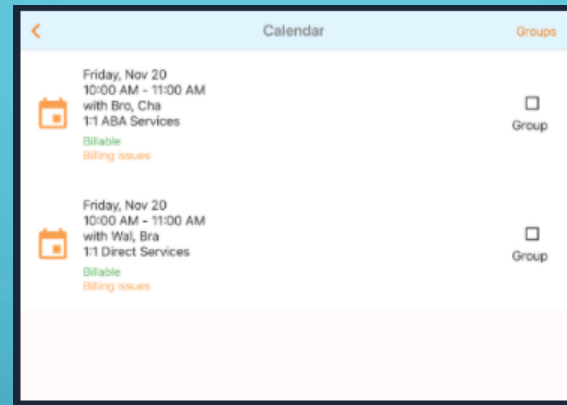 Calendar
Groups
Friday, Nov 20
10:00 AM - 11:00 AM
with Bro, Cha
1:1 ABA Services
Billable
Billing issues
Group
Friday, Nov 20
10:00 AM - 11:00 AM
with Wal, Bra
1:1 Direct Services
Billable
Billing issues
Group